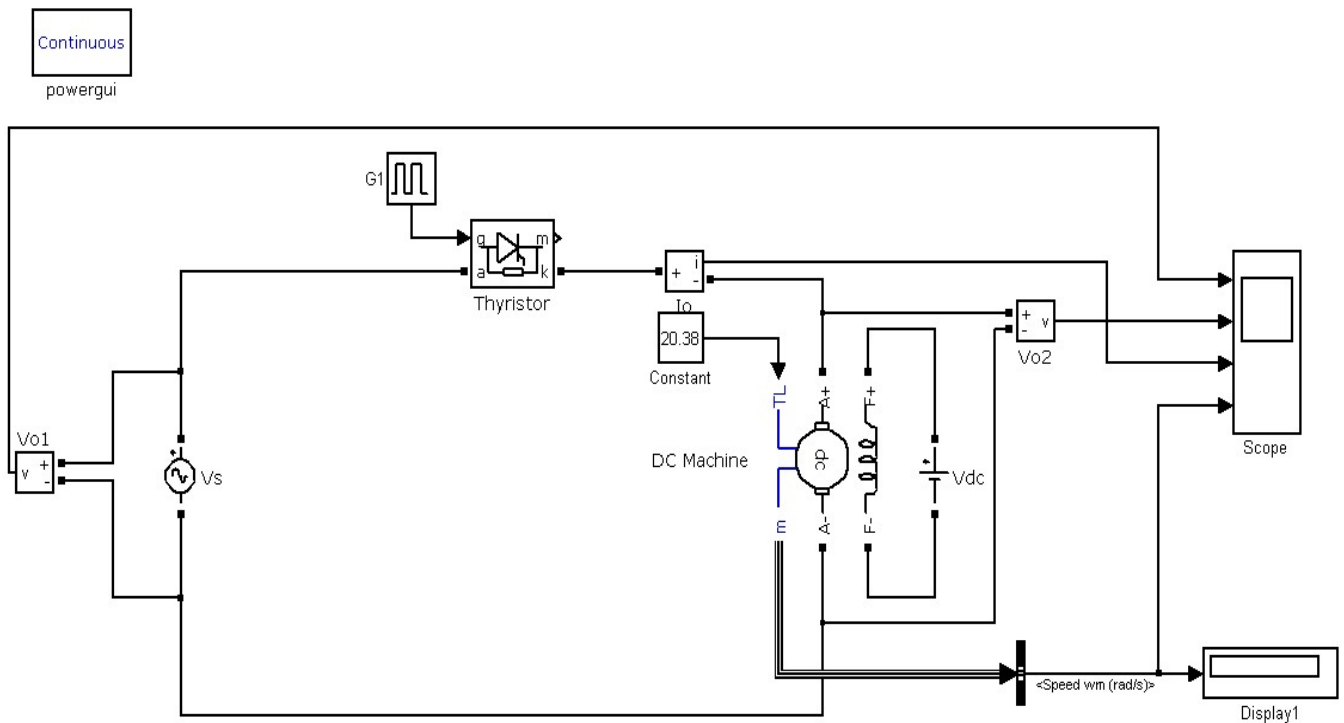 Continuous
powergui
G1
g
m
a
k
Thyristor
+
i
-
Io
20.38
Constant
+
-
v
Vo2
Scope
Vo1
v
+
-
Vs
TL
A+
F+
DC Machine
dc
Vdc
m
A-
F-
<Speed wm (rad/s)>
Display1